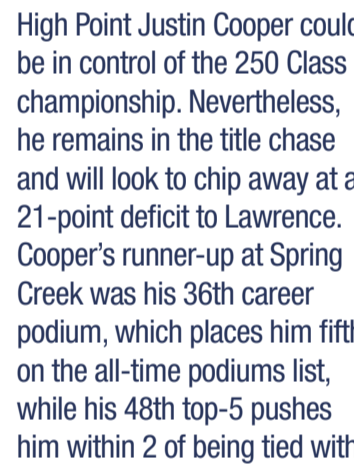 High Point Justin Cooper could
be in control of the 250 Class
championship. Nevertheless,
he remains in the title chase
and will look to chip away at a
21-point deficit to Lawrence.
Cooper’s runner-up at Spring
Creek was his 36th career
podium, which places him fifth
on the all-time podiums list,
while his 48th top-5 pushes
him within 2 of being tied with